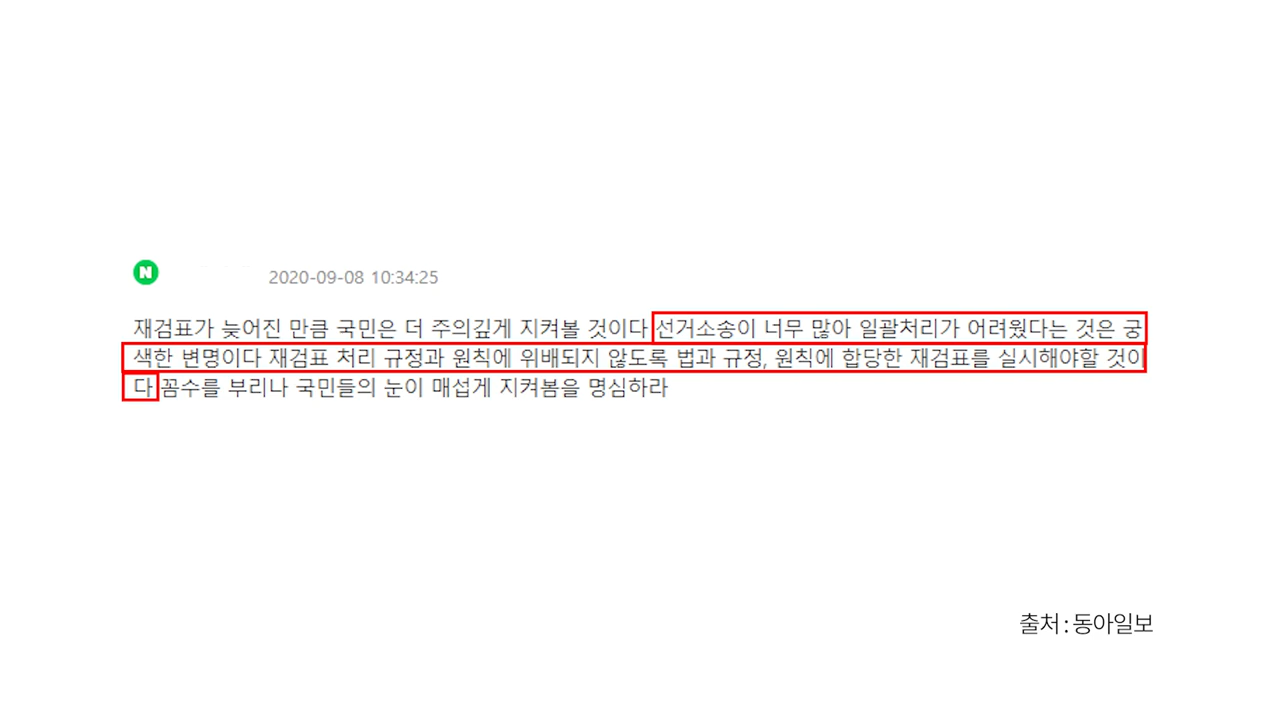 N
2020-09-08 10:34:25
재검표가 늦어진 만큼 국민은 더 주의깊게 지켜볼 것이다 선거소송이 너무 많아 일괄처리가 어려웠다는 것은 궁
색한 변명이다 재검표 처리 규정과 원칙에 위배되지 않도록 법과 규정, 원칙에 합당한 재검표를 실시해야할 것이
다 꼼수를 부리나 국민들의 눈이 매섭게 지켜봄을 명심하라
출처 : 동아일보